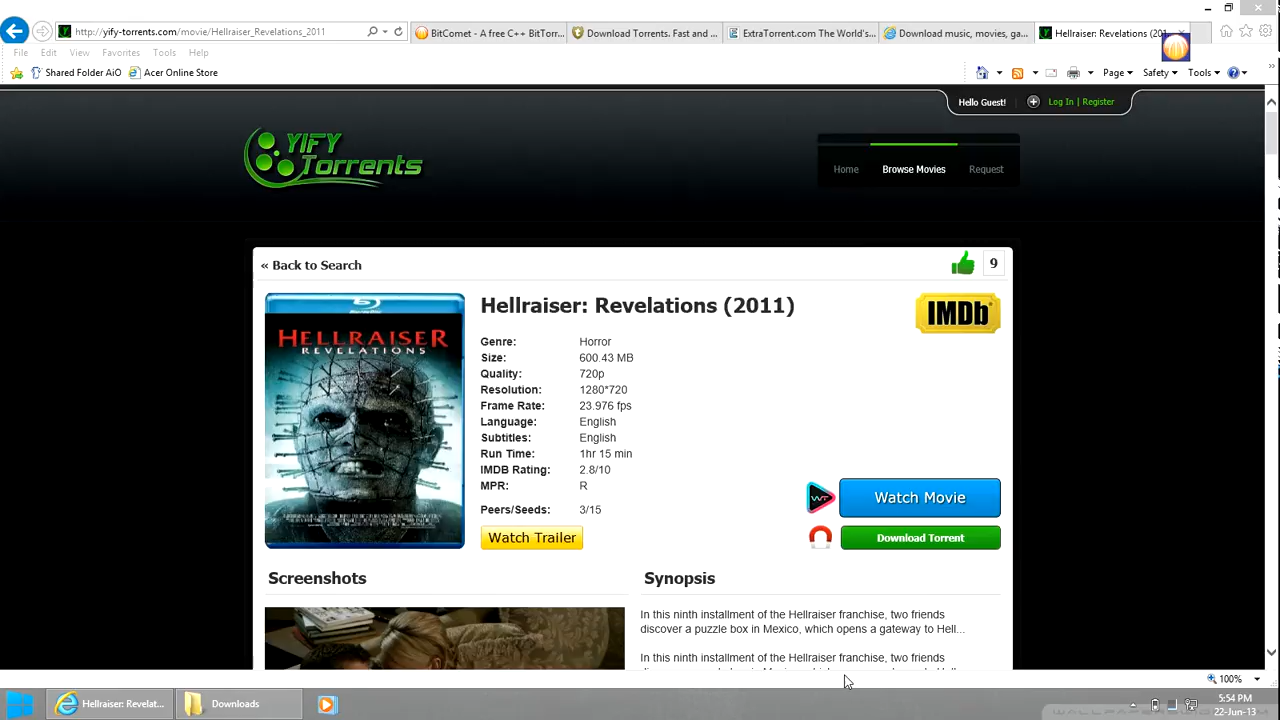 http://yify-torrents.com/movie/Hellraiser_Revelations_2011
BitComet - A free C++ BitTorr...
Download Torrents. Fast and ...
ExtraTorrent.com The World's...
Download music, movies, ga...
Hellraiser: Revelations (201...
File Edit View Favorites Tools Help
Shared Folder AiO Acer Online Store
Page Safety Tools
Hello Guest! Log In | Register
YIFY
Torrents
Home Browse Movies Request
« Back to Search
9
Hellraiser: Revelations (2011)
IMDb
Blu-ray Disc
HELLRAISER
REVELATIONS
Genre: Horror
Size: 600.43 MB
Quality: 720p
Resolution: 1280*720
Frame Rate: 23.976 fps
Language: English
Subtitles: English
Run Time: 1hr 15 min
IMDB Rating: 2.8/10
MPR: R
Peers/Seeds: 3/15
Watch Movie
Watch Trailer
Download Torrent
Screenshots
Synopsis
In this ninth installment of the Hellraiser franchise, two friends
discover a puzzle box in Mexico, which opens a gateway to Hell...
In this ninth installment of the Hellraiser franchise, two friends
100%
Hellraiser: Revelat...
Downloads
5:54 PM
22-Jun-13